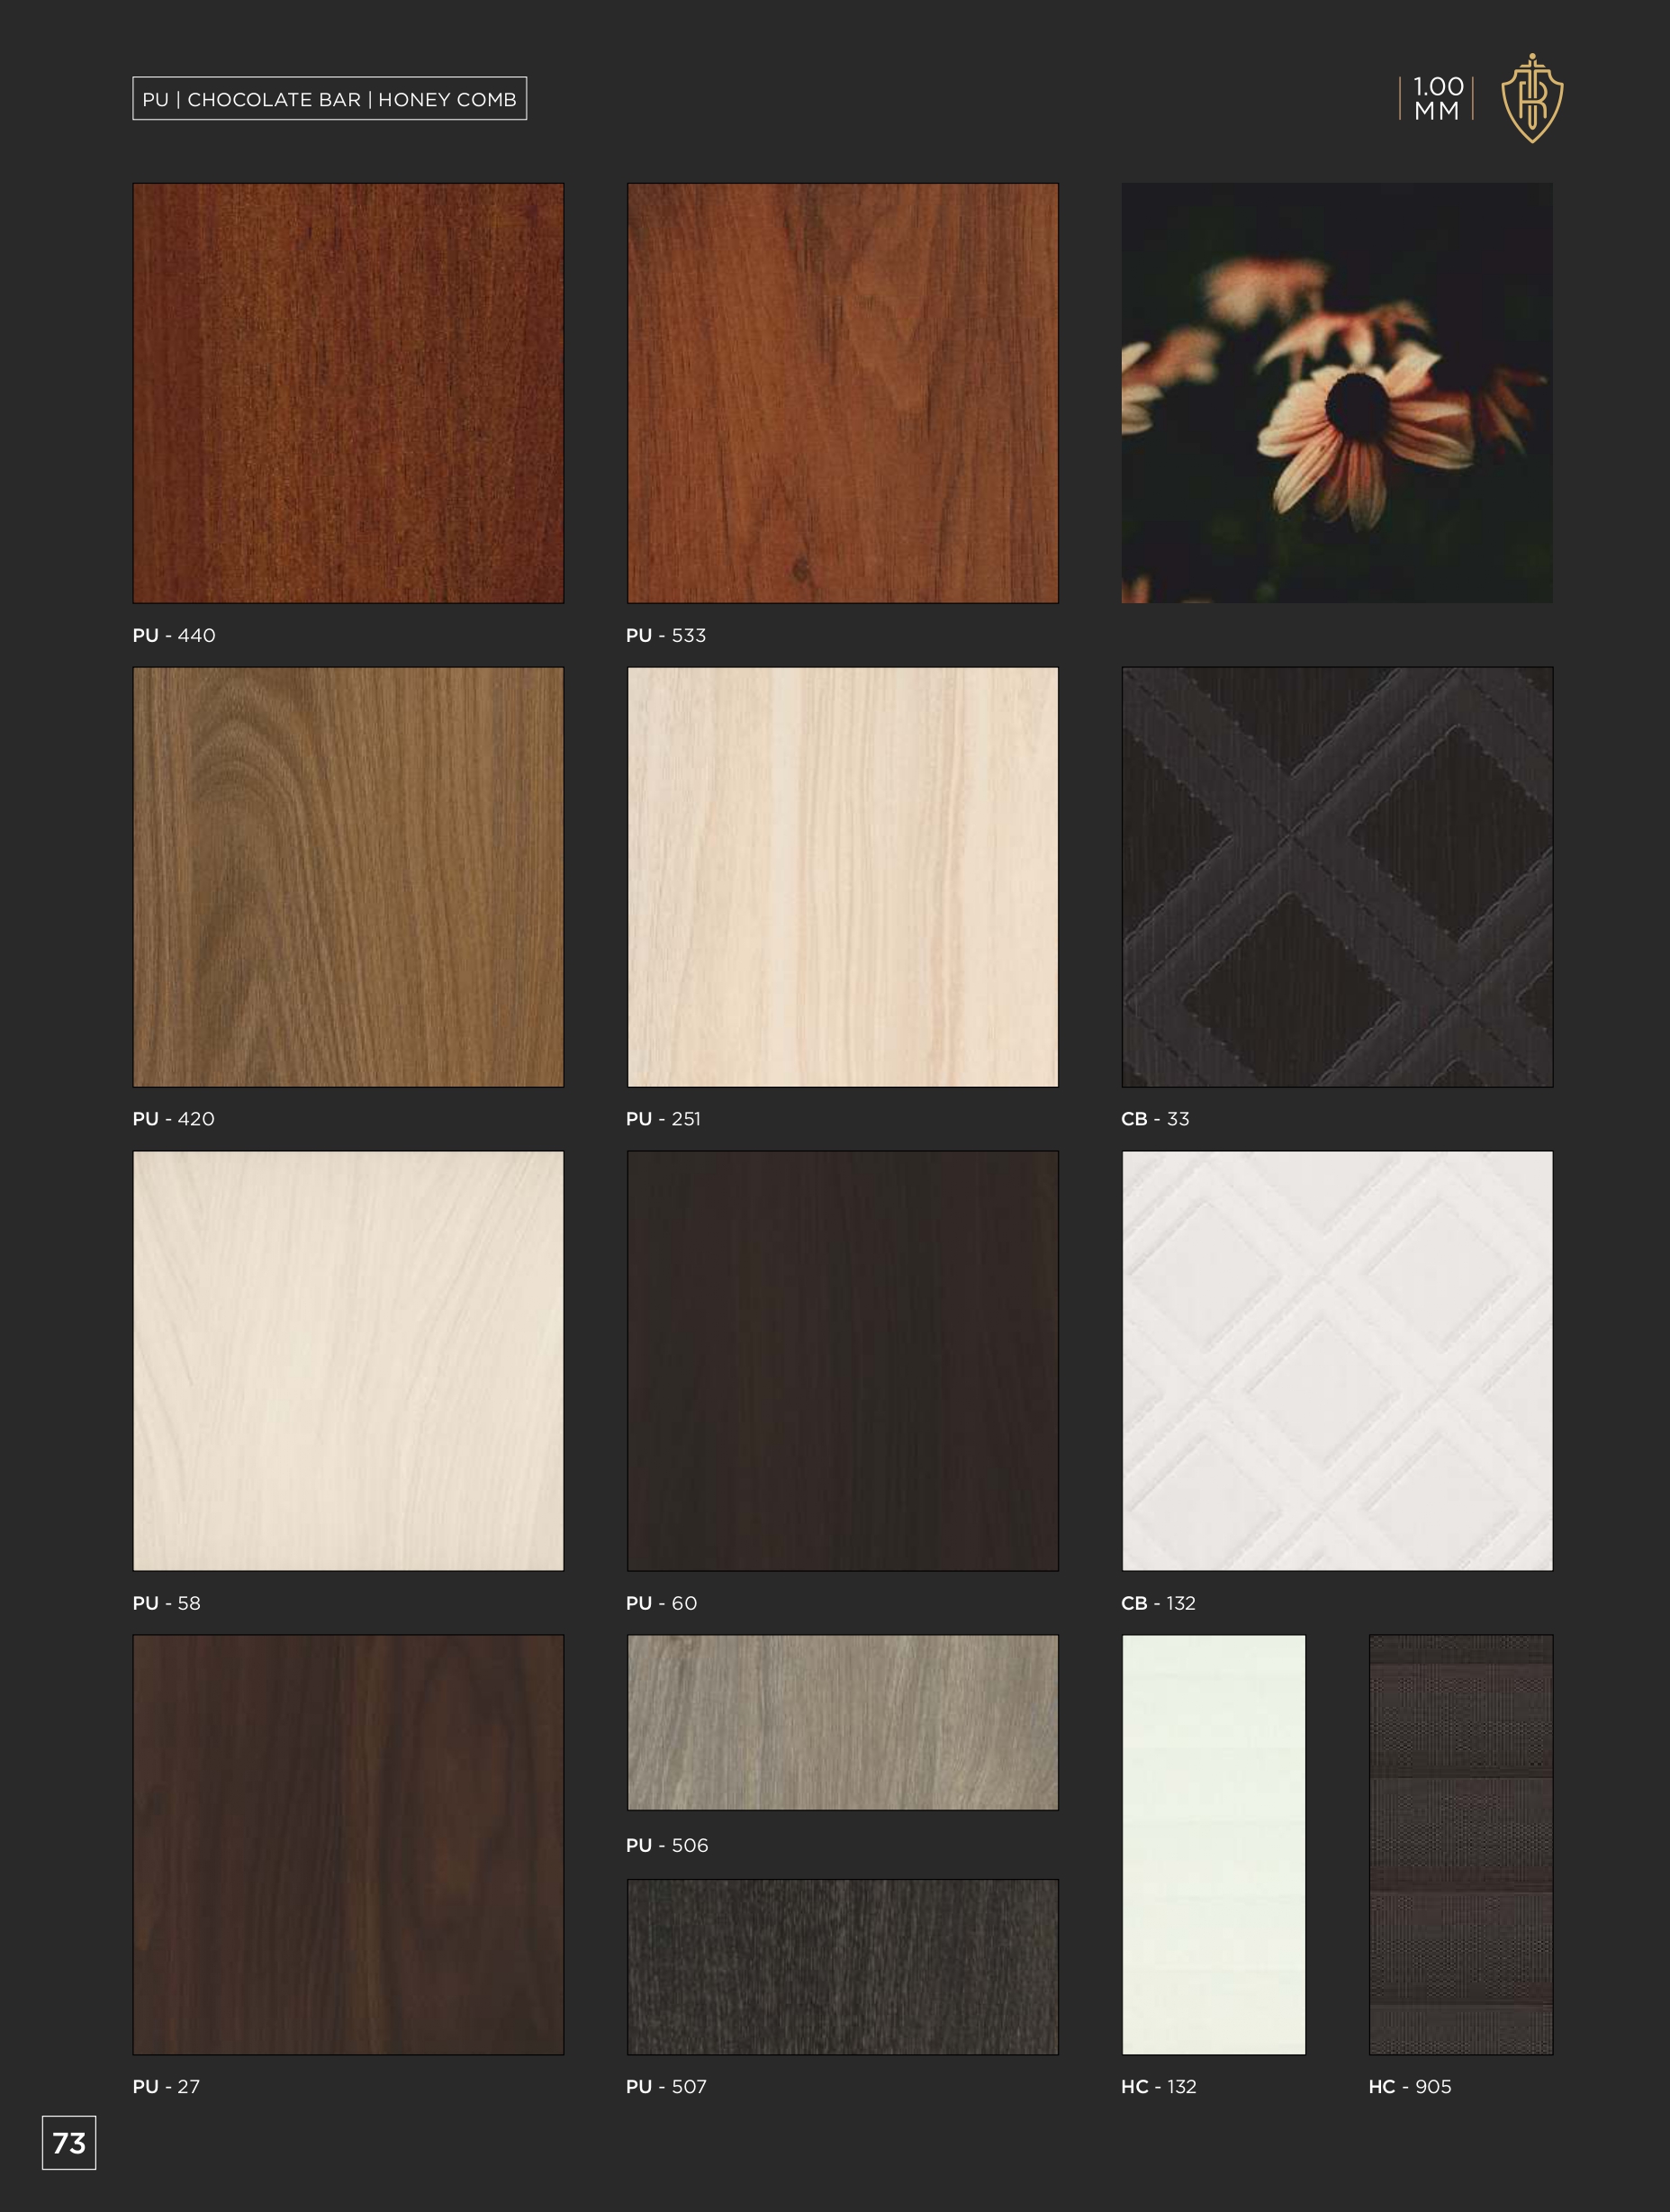 PU | CHOCOLATE BAR | HONEY COMB
1.00
MM
PU - 440
PU - 533
PU - 420
PU - 251
CB - 33
PU - 58
PU - 60
CB - 132
PU - 27
PU - 506
PU - 507
HC - 132
HC - 905
73